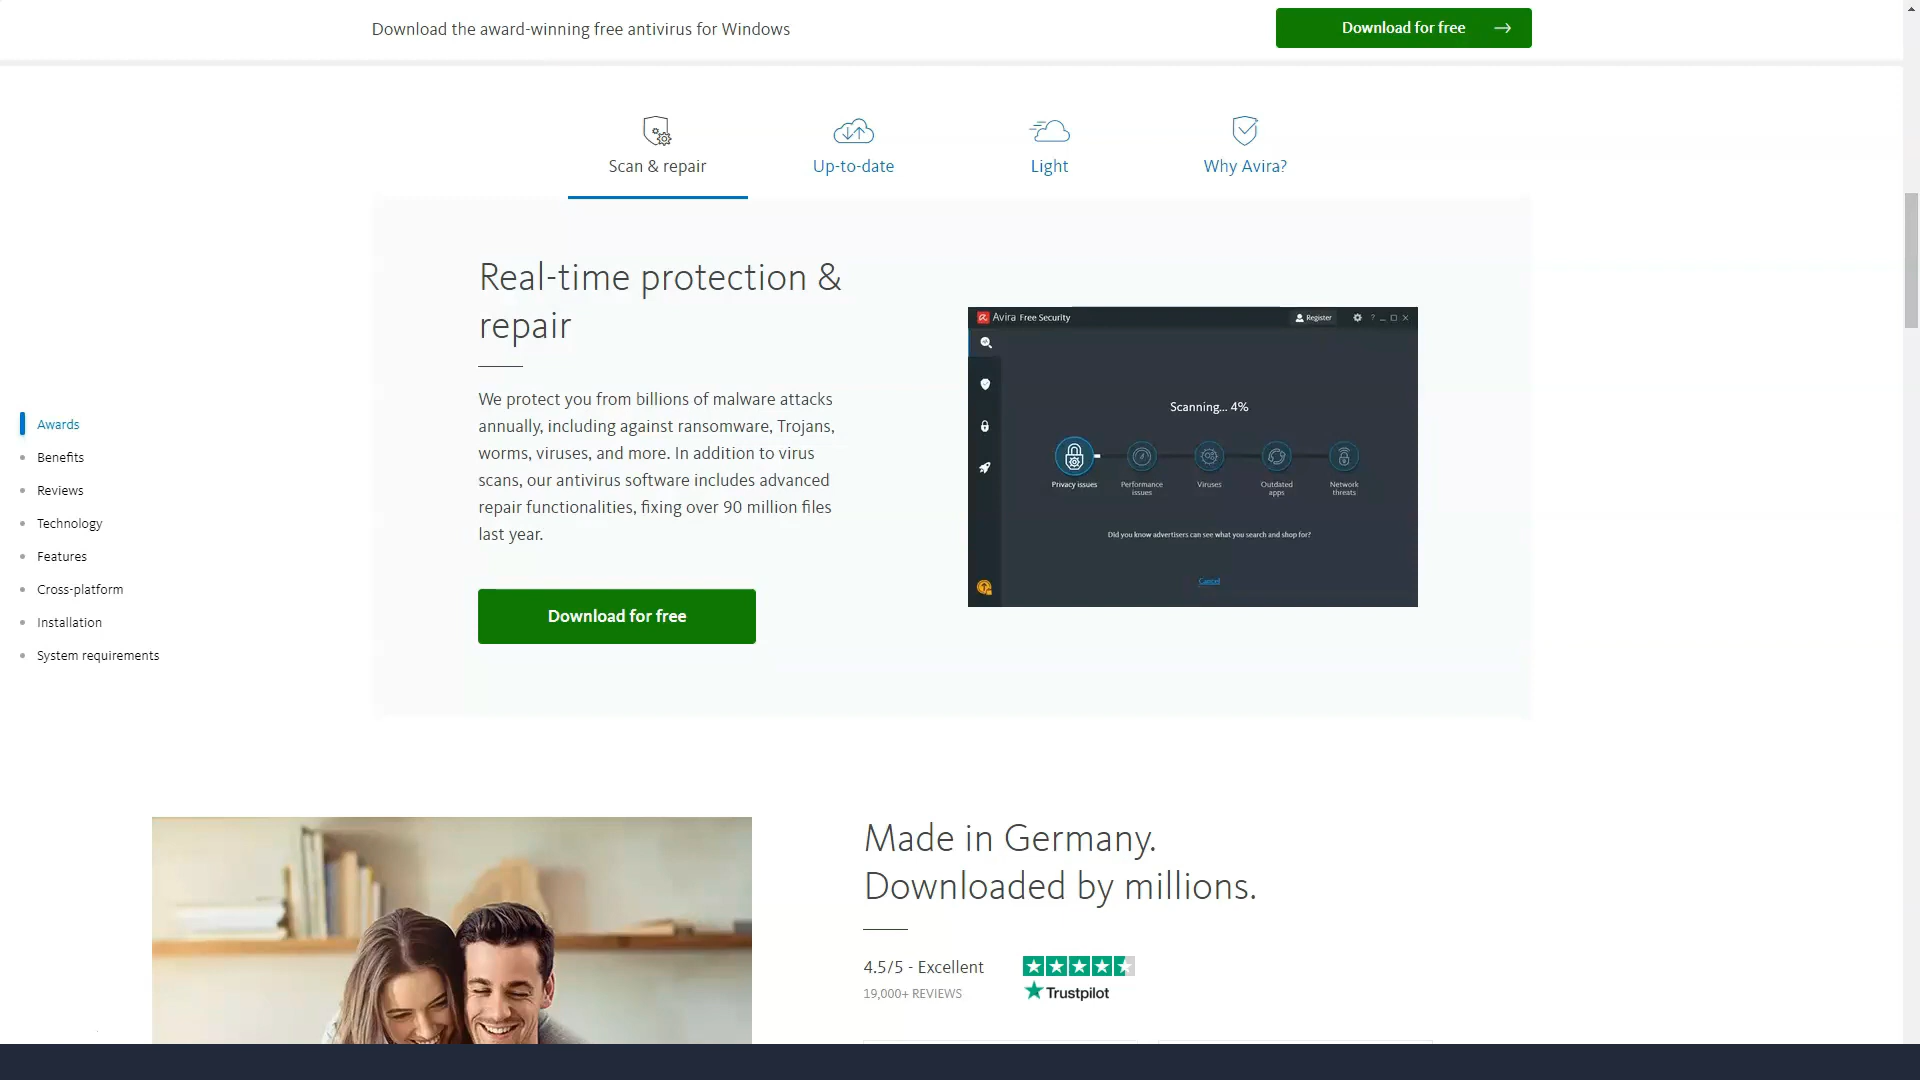 Download the award-winning free antivirus for Windows
Download for free
Scan & repair
Up-to-date
Light
Why Avira?
Real-time protection &
repair
We protect you from billions of malware attacks
annually, including against ransomware, Trojans,
worms, viruses, and more. In addition to virus
scans, our antivirus software includes advanced
repair functionalities, fixing over 90 million files
last year.
Download for free
Avira Free Security
Register
Scanning... 4%
Privacy issues
Performance
issues
Viruses
Outdated
apps
Network
threats
Did you know advertisers can see what you search and shop for?
Cancel
Awards
Benefits
Reviews
Technology
Features
Cross-platform
Installation
System requirements
Made in Germany.
Downloaded by millions.
4.5/5 - Excellent
19,000+ REVIEWS
Trustpilot